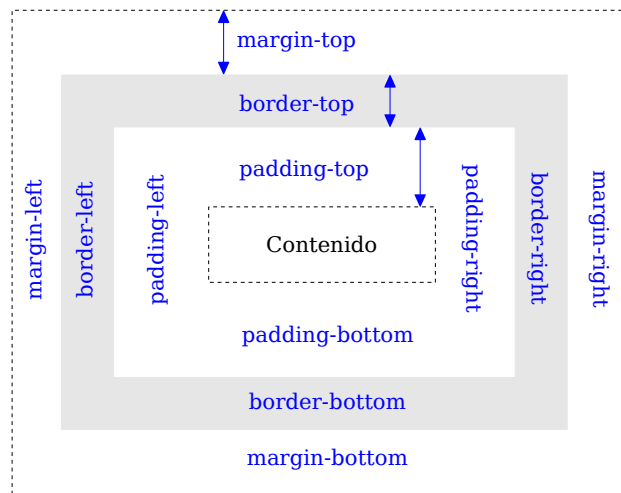 margin-top
border-top
padding-top
margin-left
border-left
padding-left
Contenido
padding-right
border-right
margin-right
padding-bottom
border-bottom
margin-bottom